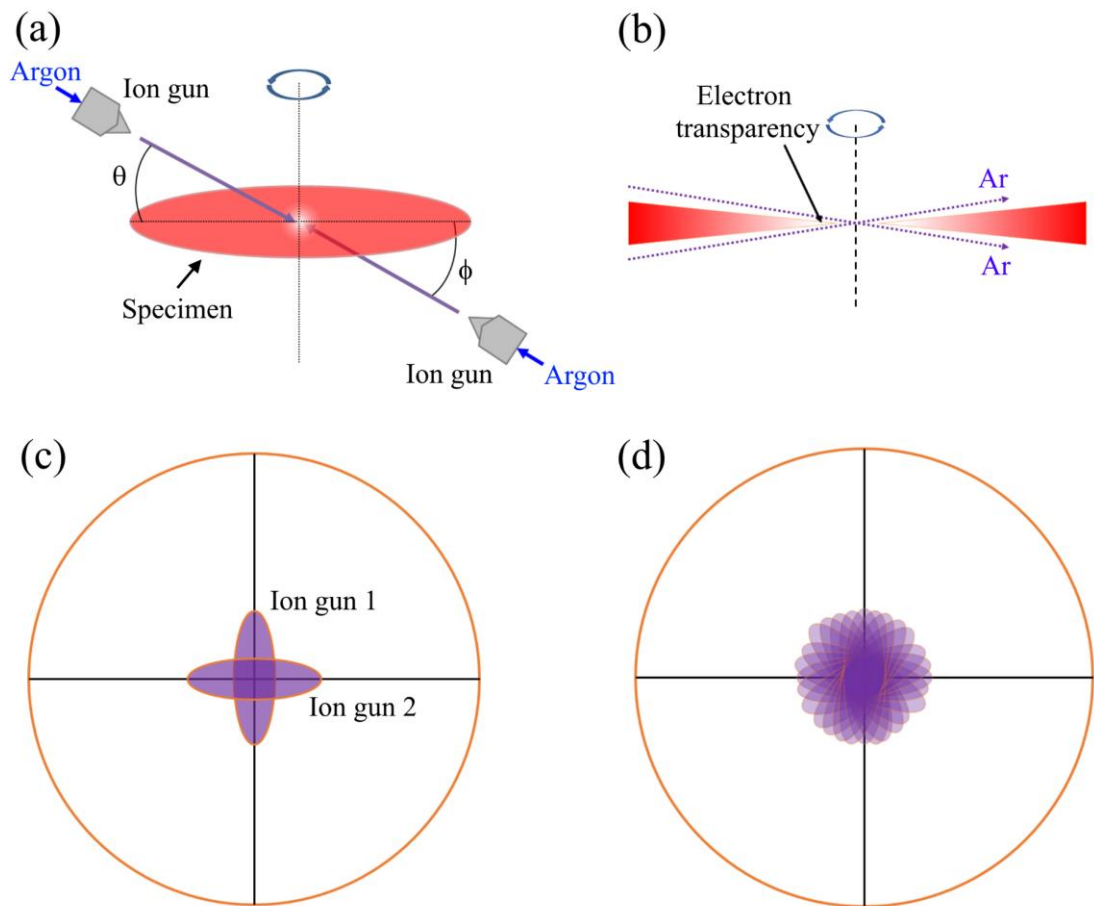 (a)
Argon
Ion gun
θ
ϕ
Specimen
Ion gun
Argon
(b)
Electron
transparency
Ar
Ar
(c)
Ion gun 1
Ion gun 2
(d)